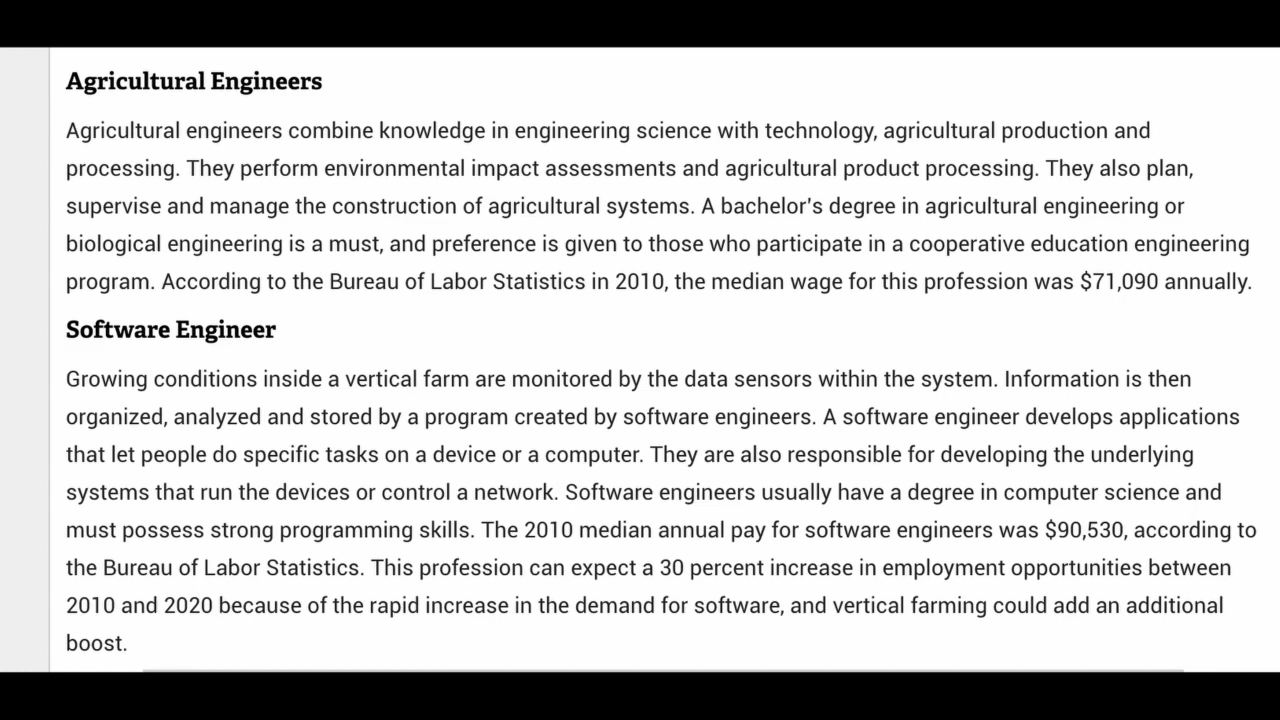 Agricultural Engineers
Agricultural engineers combine knowledge in engineering science with technology, agricultural production and
processing. They perform environmental impact assessments and agricultural product processing. They also plan,
supervise and manage the construction of agricultural systems. A bachelor's degree in agricultural engineering or
biological engineering is a must, and preference is given to those who participate in a cooperative education engineering
program. According to the Bureau of Labor Statistics in 2010, the median wage for this profession was $71,090 annually.
Software Engineer
Growing conditions inside a vertical farm are monitored by the data sensors within the system. Information is then
organized, analyzed and stored by a program created by software engineers. A software engineer develops applications
that let people do specific tasks on a device or a computer. They are also responsible for developing the underlying
systems that run the devices or control a network. Software engineers usually have a degree in computer science and
must possess strong programming skills. The 2010 median annual pay for software engineers was $90,530, according to
the Bureau of Labor Statistics. This profession can expect a 30 percent increase in employment opportunities between
2010 and 2020 because of the rapid increase in the demand for software, and vertical farming could add an additional
boost.